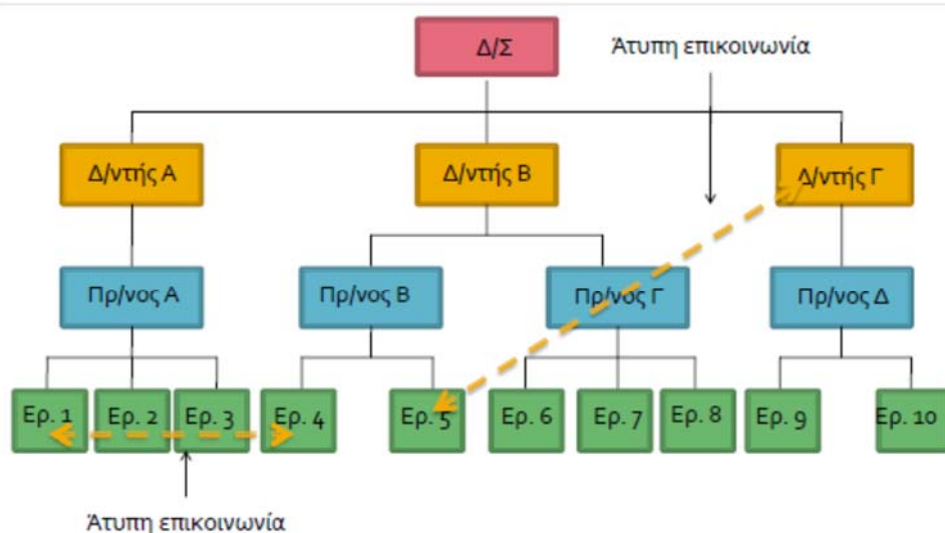 Δ/Σ
Άτυπη επικοινωνία
Δ/ντής Α
Δ/ντής Β
Δ/ντής Γ
Πρ/νος Α
Πρ/νος Β
Πρ/νος Γ
Πρ/νος Δ
Ερ. 1
Ερ. 2
Ερ. 3
Ερ. 4
Ερ. 5
Ερ. 6
Ερ. 7
Ερ. 8
Ερ. 9
Ερ. 10
Άτυπη επικοινωνία